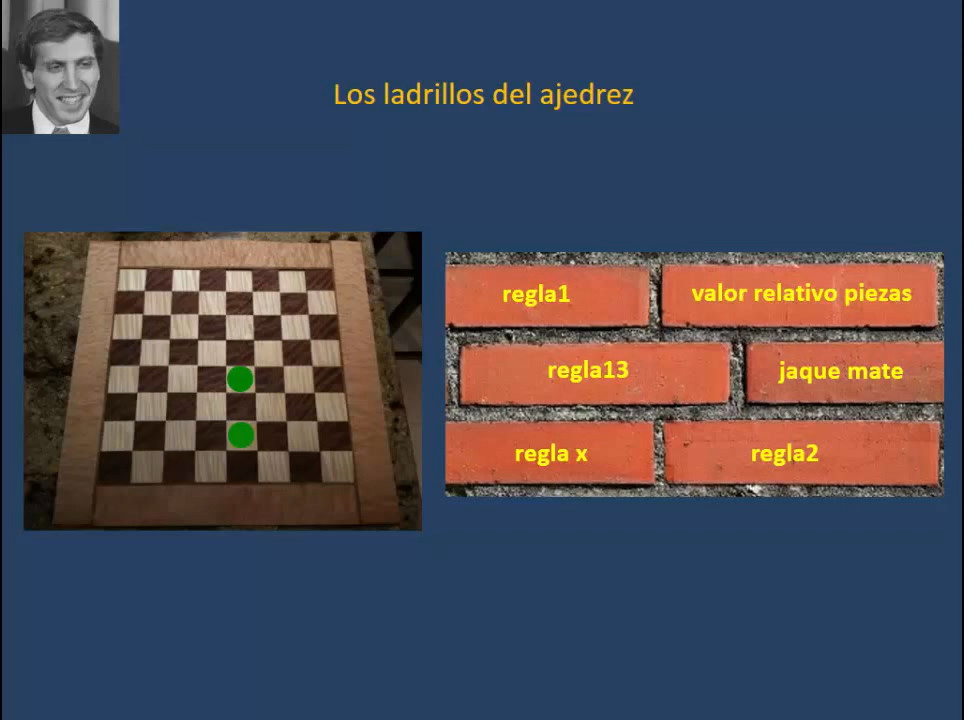 Los ladrillos del ajedrez
regla1
valor relativo piezas
regla13
jaque mate
regla x
regla2